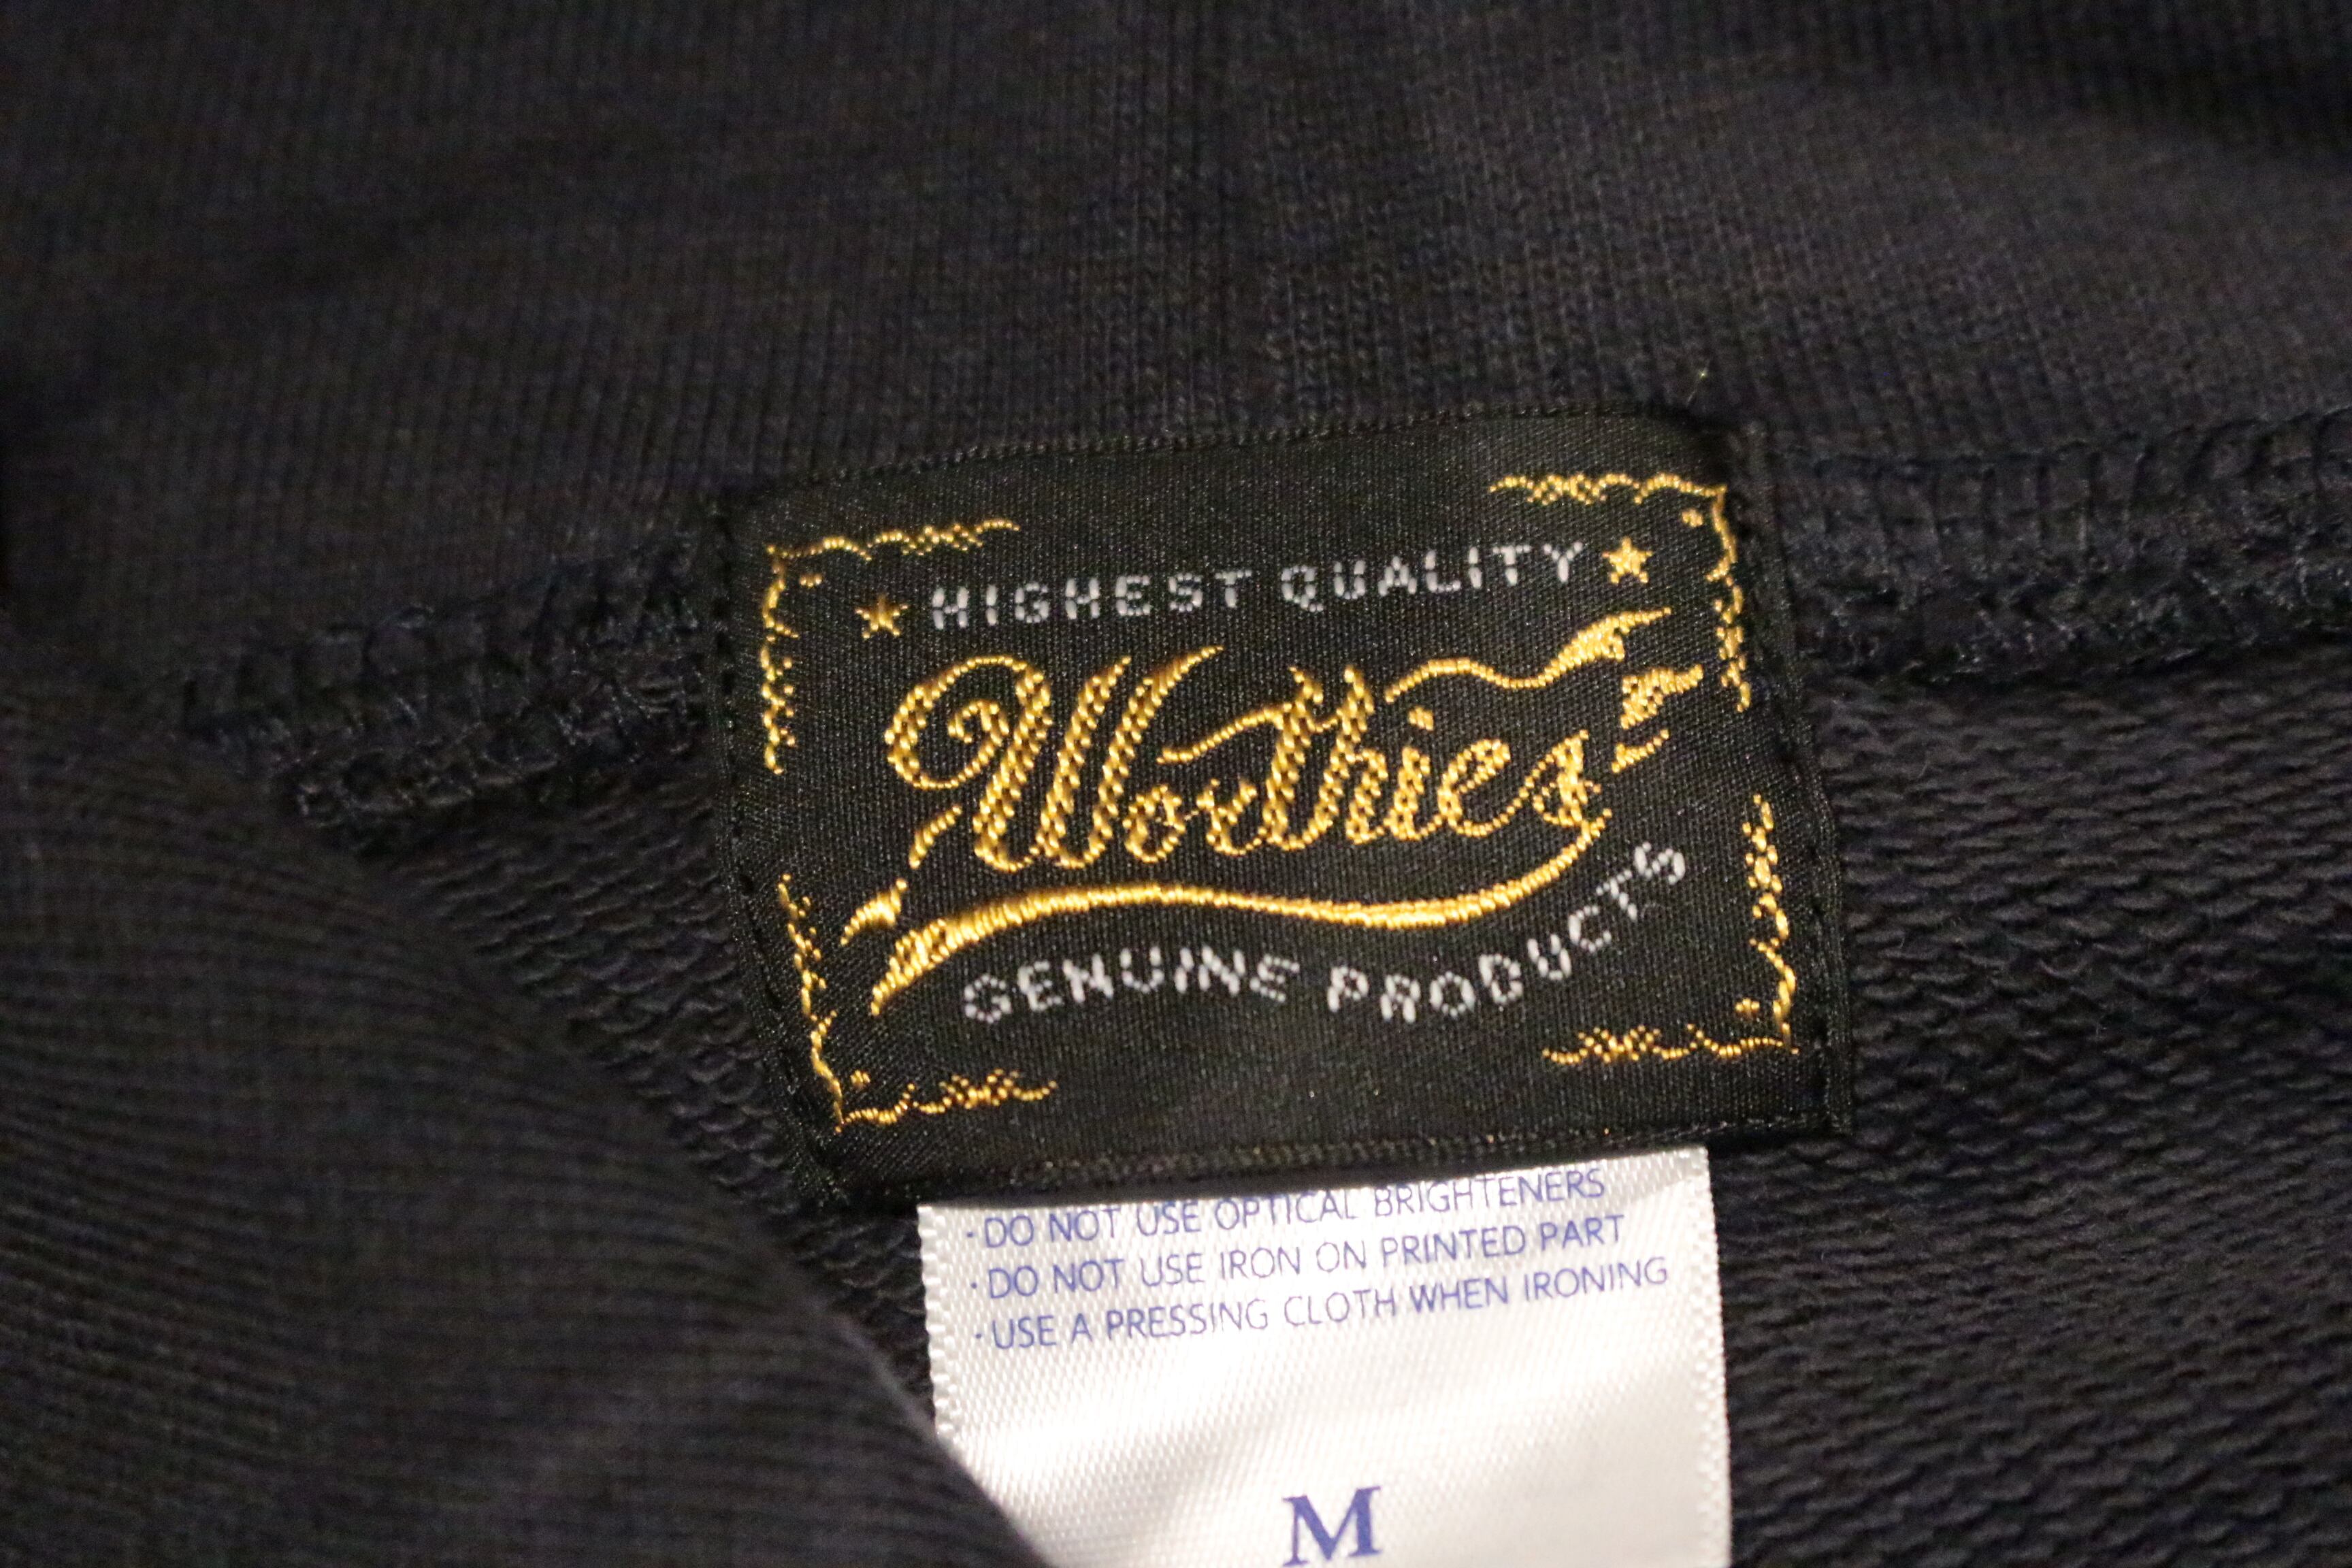 HIGHEST QUALITY
Worthies
GENUINE PRODUCTS
· DO NOT USE OPTICAL BRIGHTENERS
· DO NOT USE IRON ON PRINTED PART
· USE A PRESSING CLOTH WHEN IRONING
M